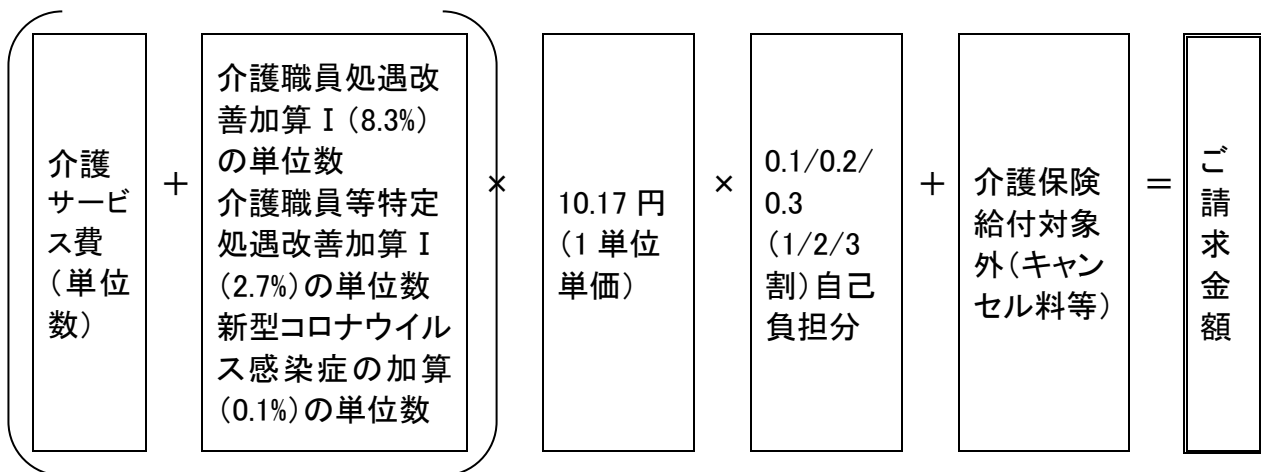 介護
サービ
ス費
(単位
数)
＋
介護職員処遇改
善加算Ⅰ(8.3%)
の単位数
介護職員等特定
処遇改善加算Ⅰ
(2.7%)の単位数
新型コロナウイル
ス感染症の加算
(0.1%)の単位数
×
10.17 円
(1 単位
単価)
×
0.1/0.2/
0.3
(1/2/3
割)自己
負担分
＋
介護保険
給付対象
外(キャン
セル料等)
＝
ご
請
求
金
額